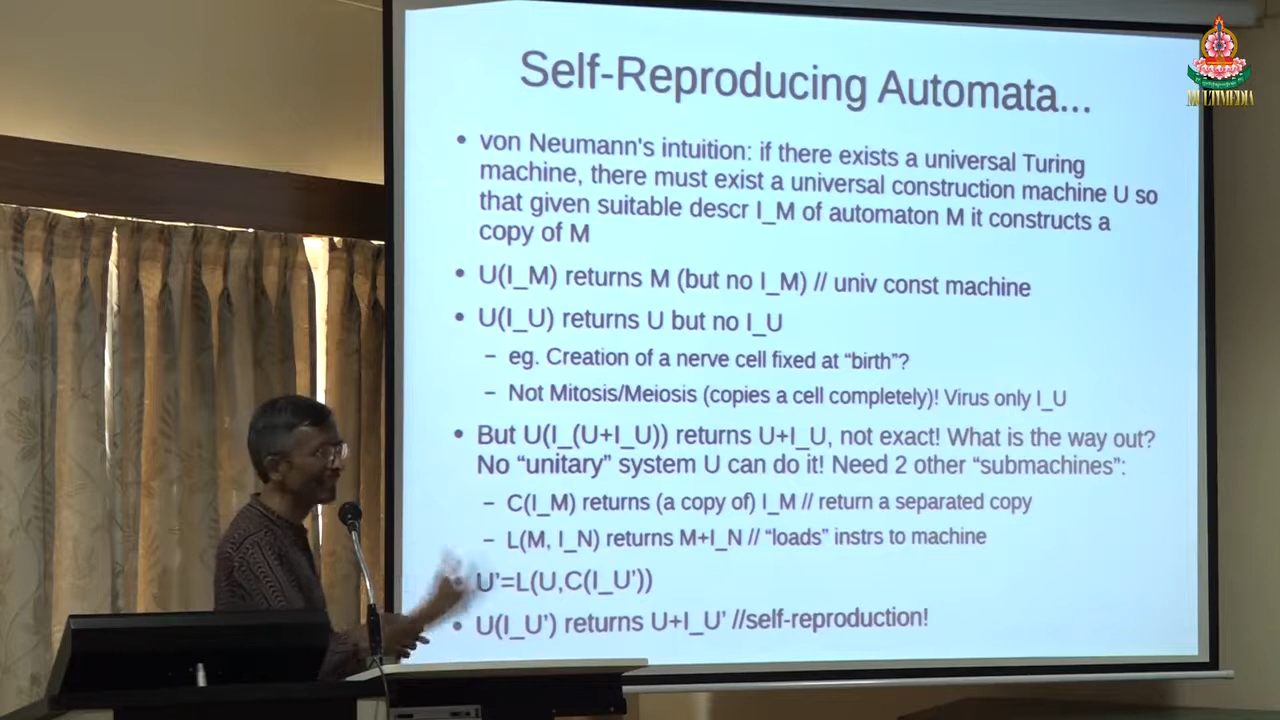 Self-Reproducing Automata...
MULTIMEDIA
• von Neumann's intuition: if there exists a universal Turing
machine, there must exist a universal construction machine U so
that given suitable descr I_M of automaton M it constructs a
copy of M
• U(I_M) returns M (but no I_M) // univ const machine
• U(I_U) returns U but no I_U
– eg. Creation of a nerve cell fixed at “birth”?
– Not Mitosis/Meiosis (copies a cell completely)! Virus only I_U
• But U(I_(U+I_U)) returns U+I_U, not exact! What is the way out?
No “unitary” system U can do it! Need 2 other “submachines”:
– C(I_M) returns (a copy of) I_M // return a separated copy
– L(M, I_N) returns M+I_N // “loads” instrs to machine
• U’=L(U,C(I_U’))
• U(I_U’) returns U+I_U’ //self-reproduction!